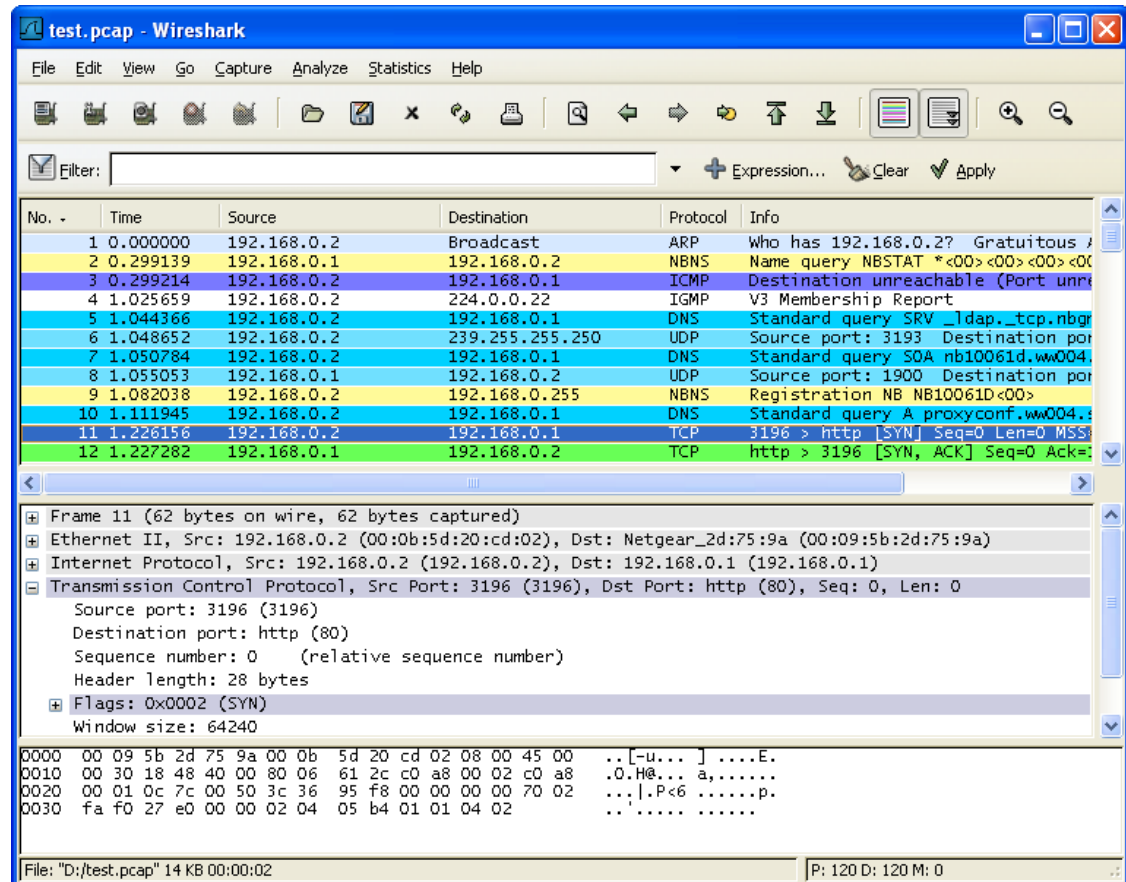 test.pcap - Wireshark
File Edit View Go Capture Analyze Statistics Help
Filter: Expression... Clear Apply
No. Time Source Destination Protocol Info
1 0.000000 192.168.0.2 Broadcast ARP Who has 192.168.0.2? Gratuitous
2 0.299139 192.168.0.1 192.168.0.2 NBNS Name query NBSTAT *<00><00><00><00
3 0.299214 192.168.0.2 192.168.0.1 ICMP Destination unreachable (Port unre
4 1.025659 192.168.0.2 224.0.0.22 IGMP V3 Membership Report
5 1.044366 192.168.0.2 192.168.0.1 DNS Standard query SRV _ldap._tcp.nbgr
6 1.048652 192.168.0.2 239.255.255.250 UDP Source port: 3193 Destination por
7 1.050784 192.168.0.2 192.168.0.1 DNS Standard query SOA nb10061d.ww004.
8 1.055053 192.168.0.1 192.168.0.2 UDP Source port: 1900 Destination por
9 1.082038 192.168.0.2 192.168.0.255 NBNS Registration NB NB10061D<00>
10 1.111945 192.168.0.2 192.168.0.1 DNS Standard query A proxyconf.ww004.s
11 1.226156 192.168.0.2 192.168.0.1 TCP 3196 > http [SYN] Seq=0 Len=0 MSS
12 1.227282 192.168.0.1 192.168.0.2 TCP http > 3196 [SYN, ACK] Seq=0 Ack=
Frame 11 (62 bytes on wire, 62 bytes captured)
Ethernet II, Src: 192.168.0.2 (00:0b:5d:20:cd:02), Dst: Netgear_2d:75:9a (00:09:5b:2d:75:9a)
Internet Protocol, Src: 192.168.0.2 (192.168.0.2), Dst: 192.168.0.1 (192.168.0.1)
Transmission Control Protocol, Src Port: 3196 (3196), Dst Port: http (80), Seq: 0, Len: 0
Source port: 3196 (3196)
Destination port: http (80)
Sequence number: 0 (relative sequence number)
Header length: 28 bytes
Flags: 0x0002 (SYN)
Window size: 64240
0000 00 09 5b 2d 75 9a 00 0b 5d 20 cd 02 08 00 45 00 ..[-u... ] ....E.
0010 00 30 18 48 40 00 80 06 61 2c c0 a8 00 02 c0 a8 .0.H@... a,......
0020 00 01 0c 7c 00 50 3c 36 95 f8 00 00 00 00 70 02 ...|.P<6 ......p.
0030 fa f0 27 e0 00 00 02 04 05 b4 01 01 04 02 ..'..... ......
File: "D:/test.pcap" 14 KB 00:00:02 P: 120 D: 120 M: 0